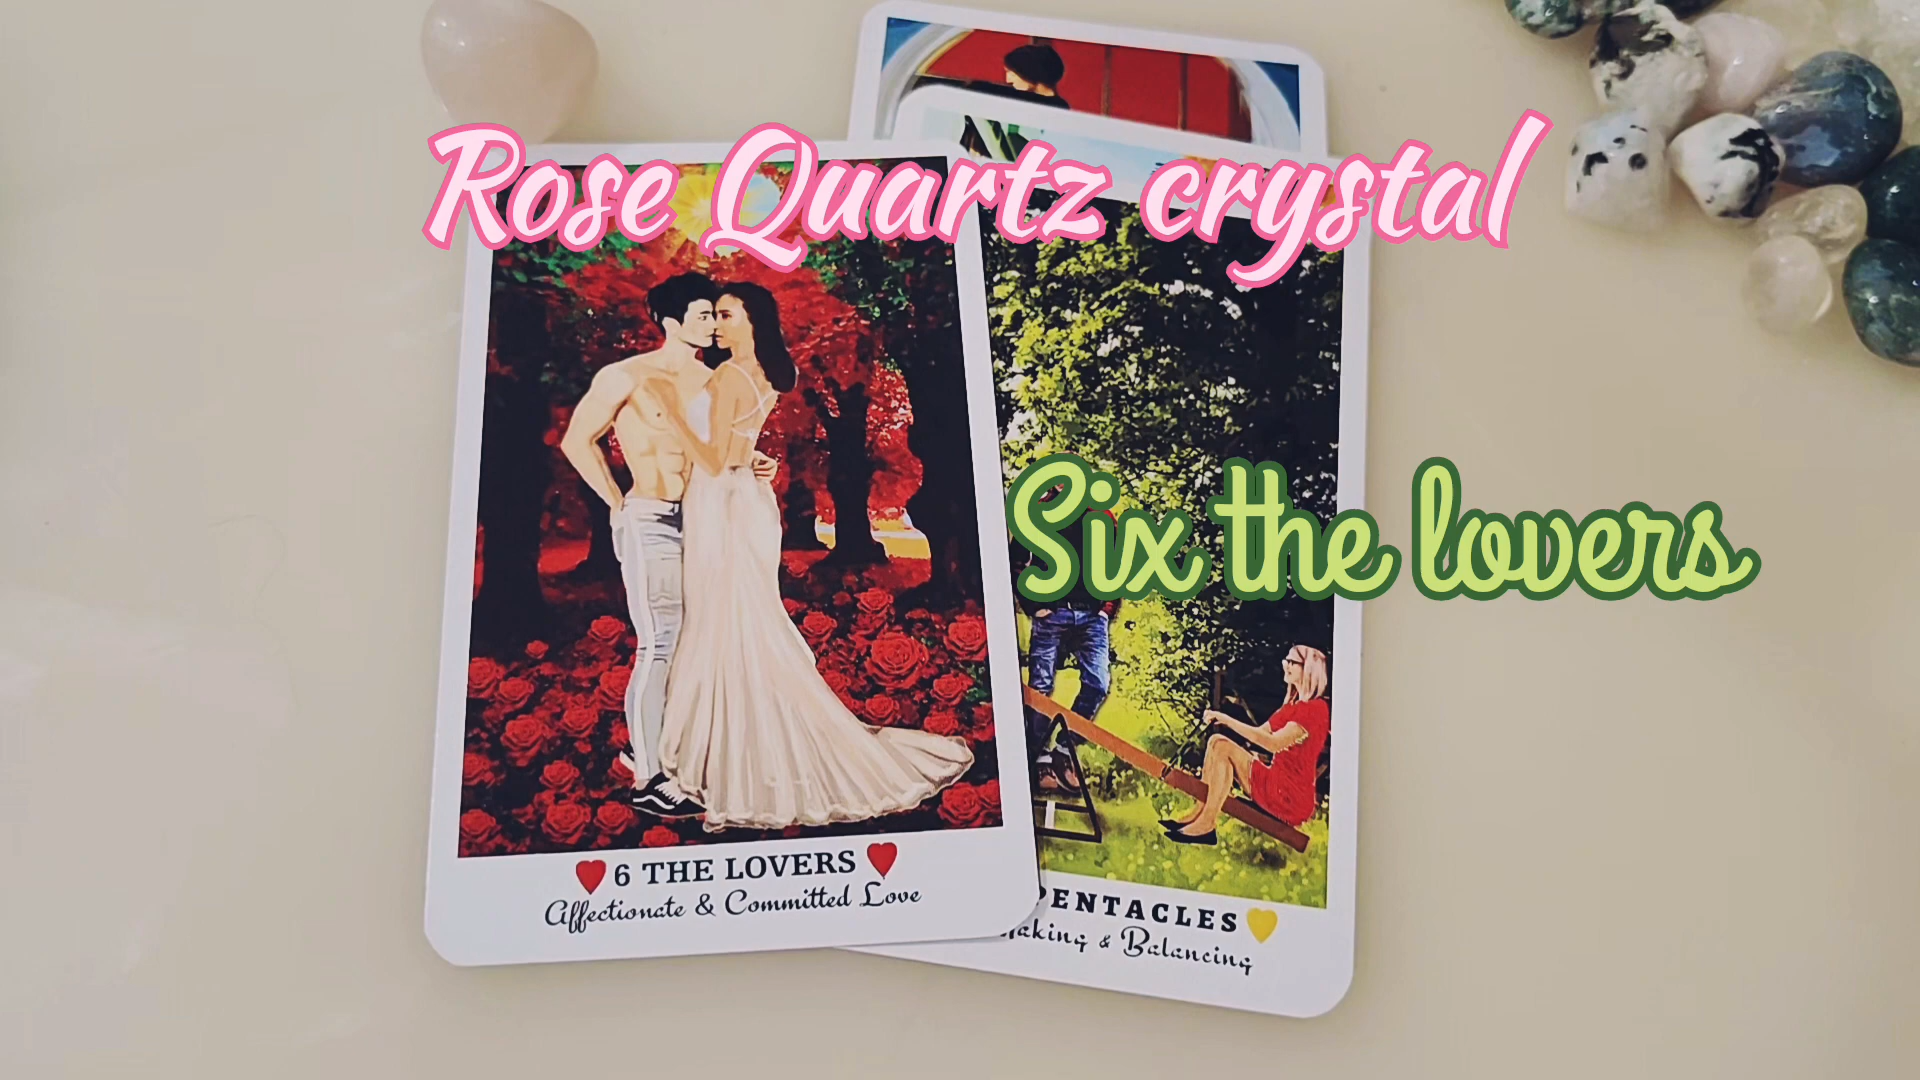 Rose Quartz crystal
Six the lovers
6 THE LOVERS
Affectionate & Committed Love
PENTACLES
& Balancing